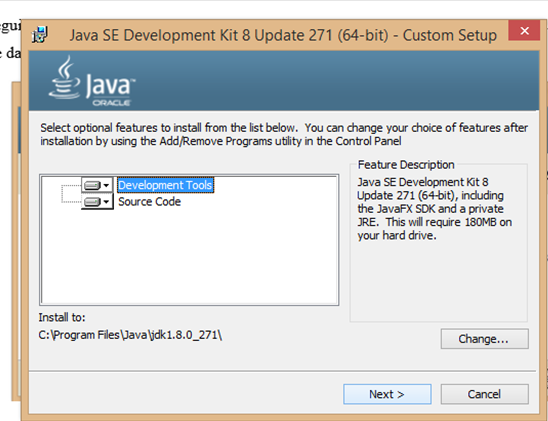 Java SE Development Kit 8 Update 271 (64-bit) - Custom Setup
Java™
ORACLE
Select optional features to install from the list below. You can change your choice of features after
installation by using the Add/Remove Programs utility in the Control Panel
Development Tools
Source Code
Feature Description
Java SE Development Kit 8
Update 271 (64-bit), including
the JavaFX SDK and a private
JRE. This will require 180MB on
your hard drive.
Install to:
C:\Program Files\Java\jdk1.8.0_271\
Change...
Next >
Cancel